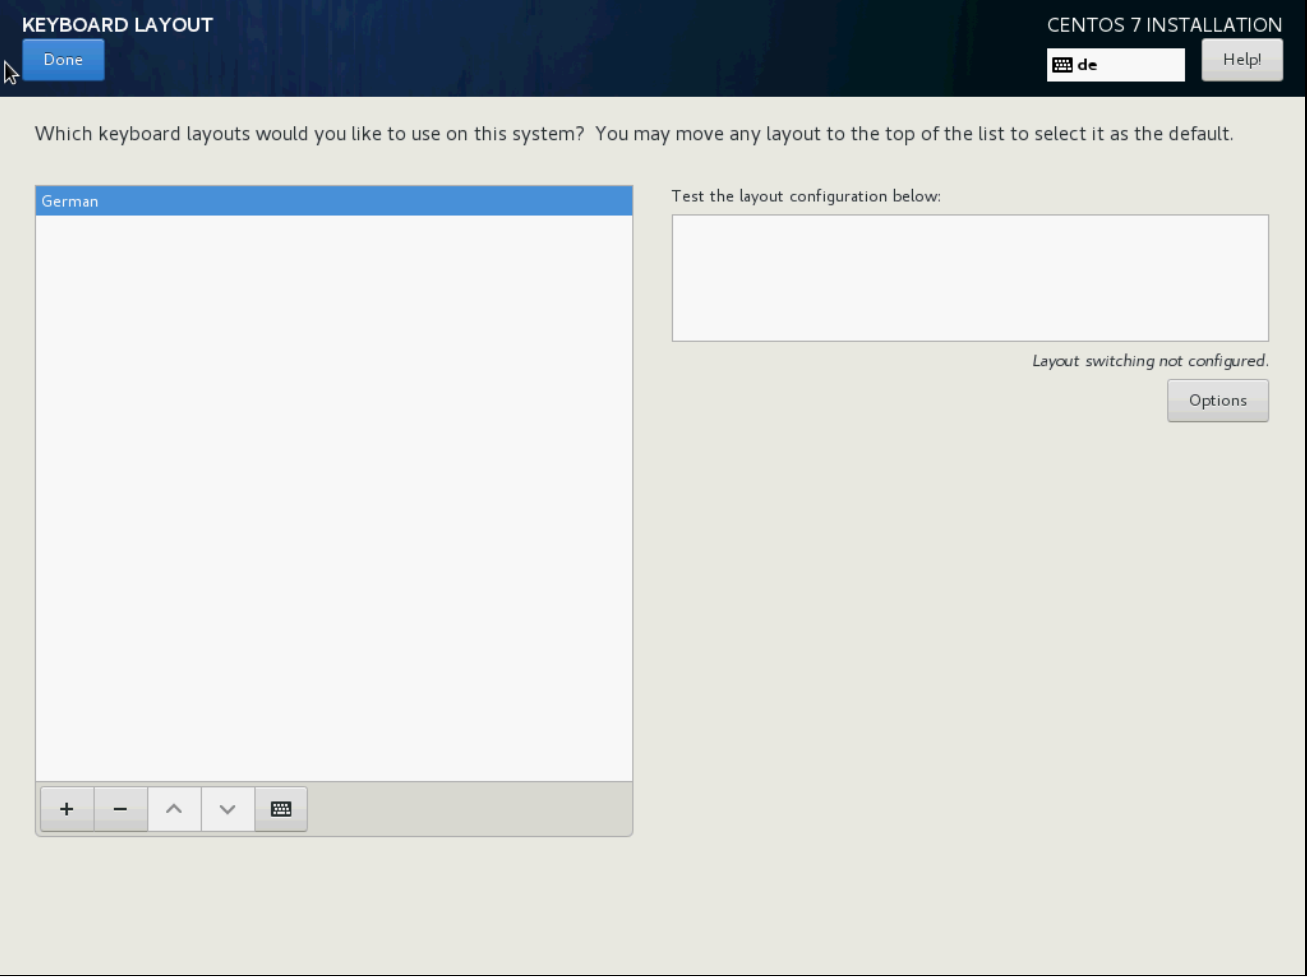 KEYBOARD LAYOUT
CENTOS 7 INSTALLATION
Done
de
Help!
Which keyboard layouts would you like to use on this system? You may move any layout to the top of the list to select it as the default.
German
Test the layout configuration below:
Layout switching not configured.
Options